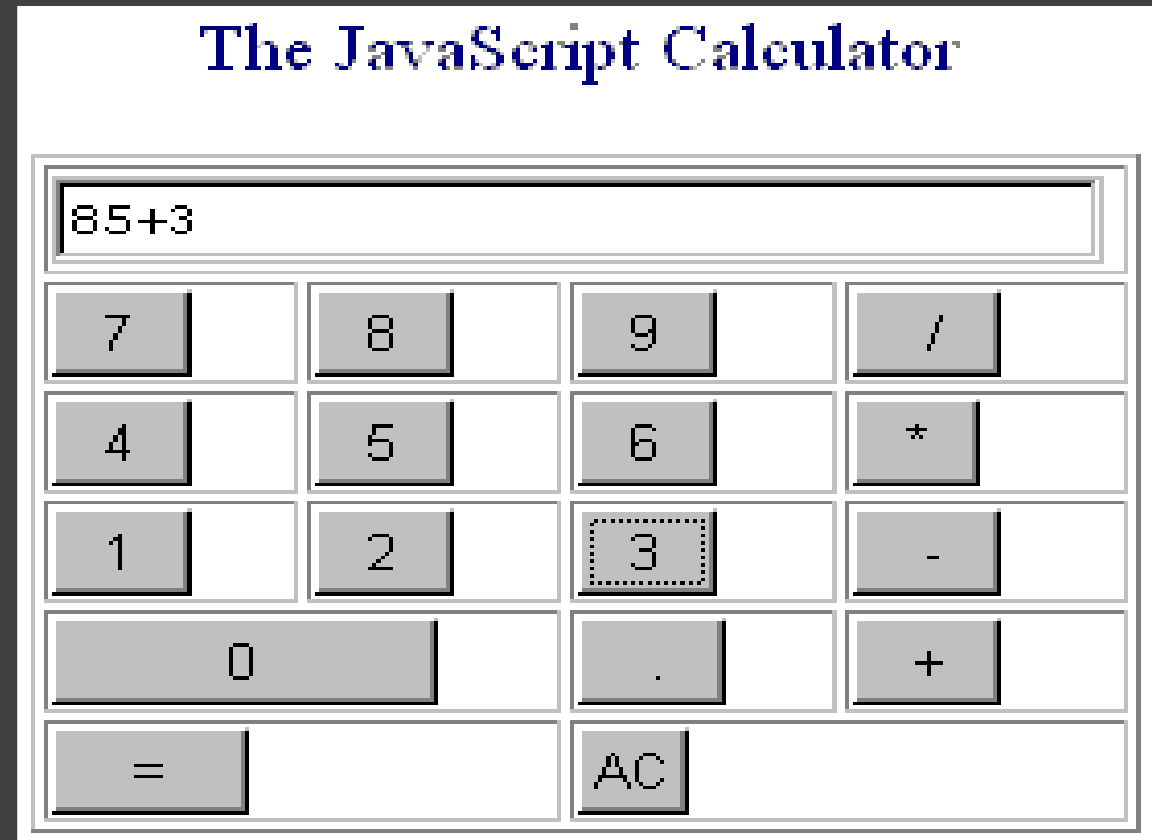 The JavaScript Calculator
85+3
7 8 9 /
4 5 6 *
1 2 3 -
0 . +
= AC